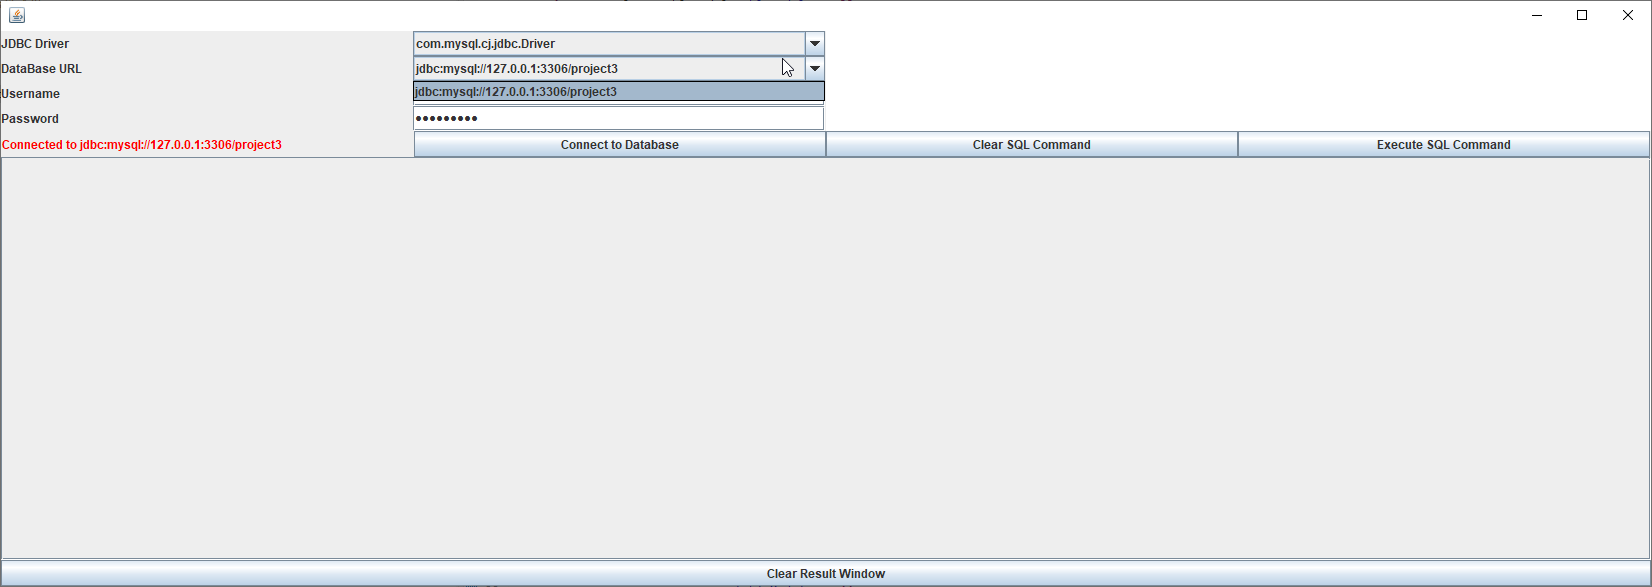 JDBC Driver com.mysql.cj.jdbc.Driver
DataBase URL jdbc:mysql://127.0.0.1:3306/project3
Username jdbc:mysql://127.0.0.1:3306/project3
Password •••••••••
Connected to jdbc:mysql://127.0.0.1:3306/project3 Connect to Database Clear SQL Command Execute SQL Command
Clear Result Window